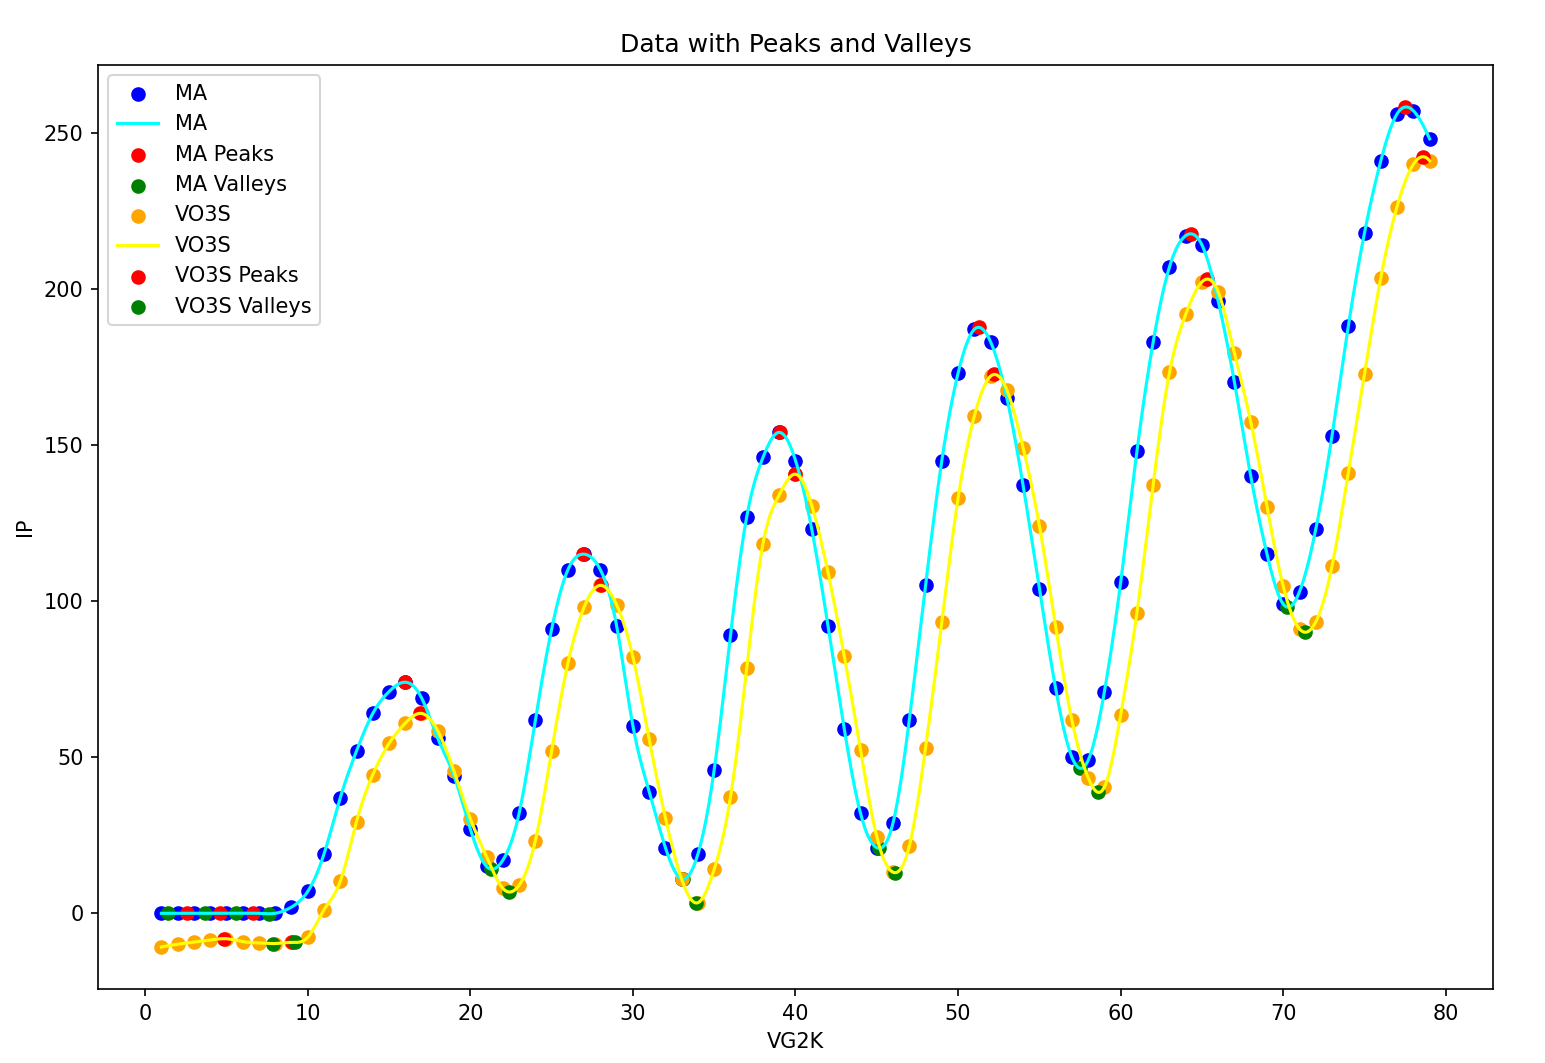 Data with Peaks and Valleys
MA
MA
MA Peaks
MA Valleys
VO3S
VO3S
VO3S Peaks
VO3S Valleys
250
200
150
100
50
0
IP
0 10 20 30 40 50 60 70 80
VG2K